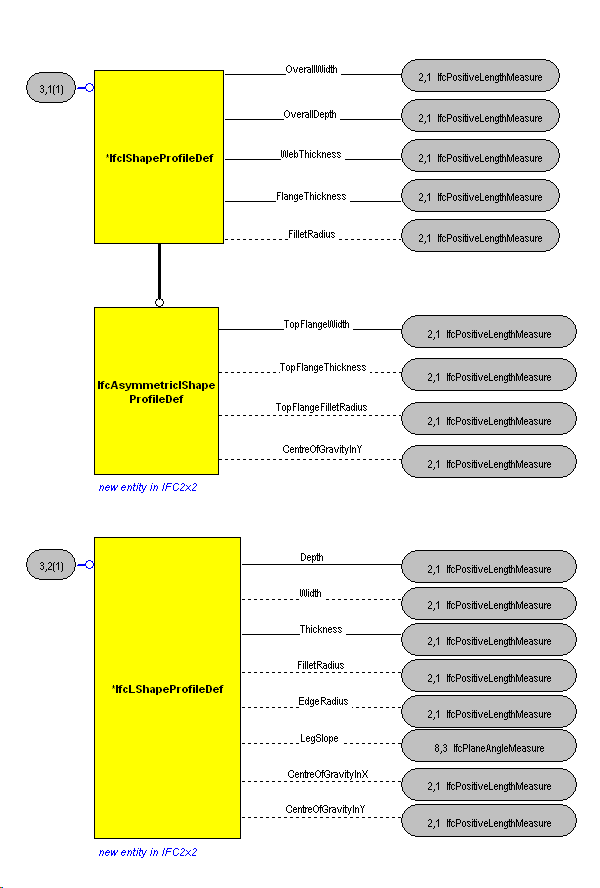 OverallWidth
3,1(1)
2,1 IfcPositiveLengthMeasure
OverallDepth
2,1 IfcPositiveLengthMeasure
*IfcIShapeProfileDef
WebThickness
2,1 IfcPositiveLengthMeasure
FlangeThickness
2,1 IfcPositiveLengthMeasure
FilletRadius
2,1 IfcPositiveLengthMeasure
TopFlangeWidth
2,1 IfcPositiveLengthMeasure
TopFlangeThickness
2,1 IfcPositiveLengthMeasure
IfcAsymmetricIShape
ProfileDef
TopFlangeFilletRadius
2,1 IfcPositiveLengthMeasure
CentreOfGravityInY
2,1 IfcPositiveLengthMeasure
new entity in IFC2x2
Depth
3,2(1)
2,1 IfcPositiveLengthMeasure
Width
2,1 IfcPositiveLengthMeasure
Thickness
2,1 IfcPositiveLengthMeasure
FilletRadius
2,1 IfcPositiveLengthMeasure
*IfcLShapeProfileDef
EdgeRadius
2,1 IfcPositiveLengthMeasure
LegSlope
8,3 IfcPlaneAngleMeasure
CentreOfGravityInX
2,1 IfcPositiveLengthMeasure
CentreOfGravityInY
2,1 IfcPositiveLengthMeasure
new entity in IFC2x2